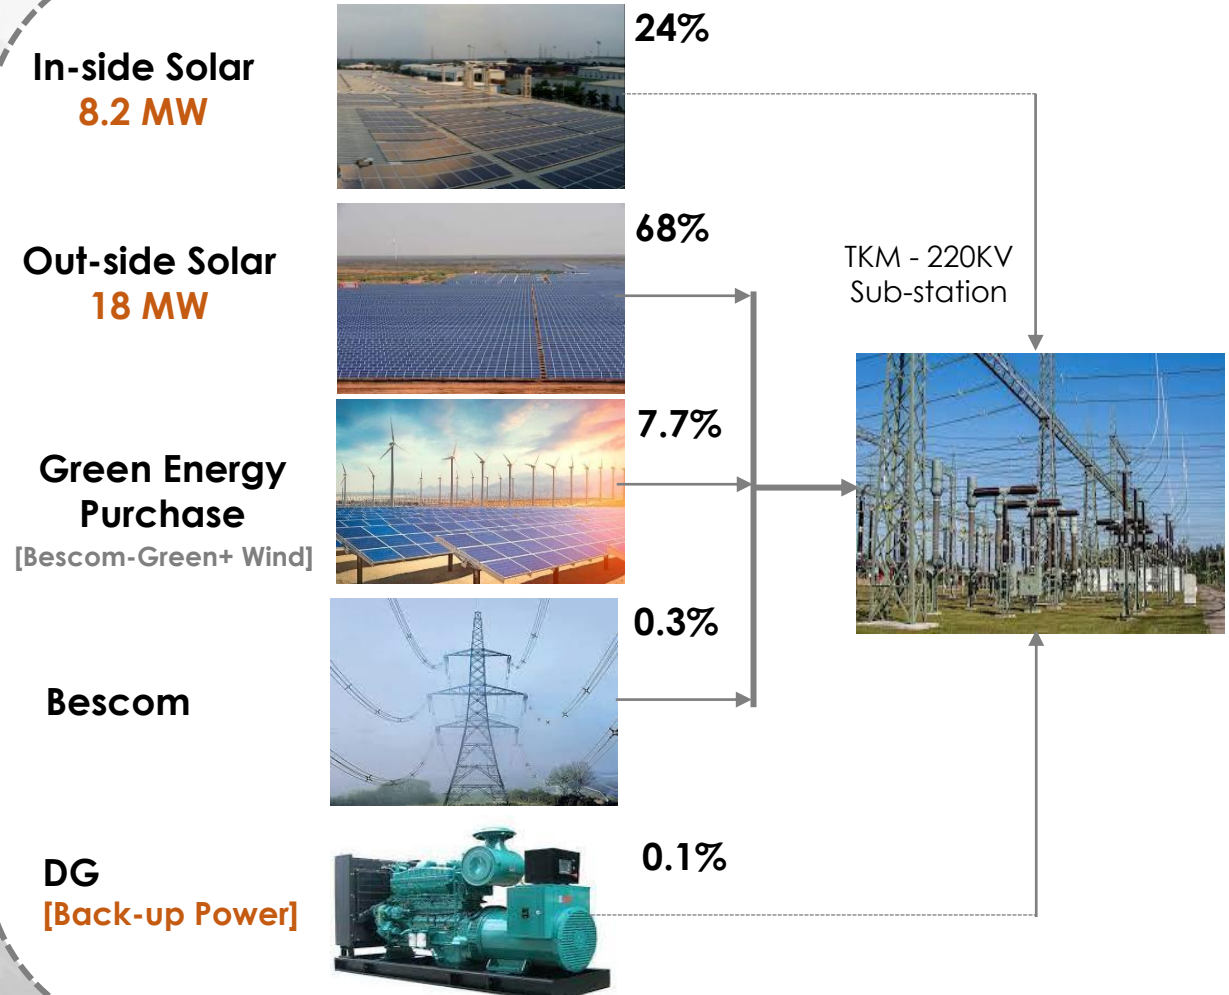 In-side Solar
8.2 MW
24%
Out-side Solar
18 MW
68%
TKM - 220KV
Sub-station
Green Energy
Purchase
[Bescom-Green+ Wind]
7.7%
Bescom
0.3%
DG
[Back-up Power]
0.1%